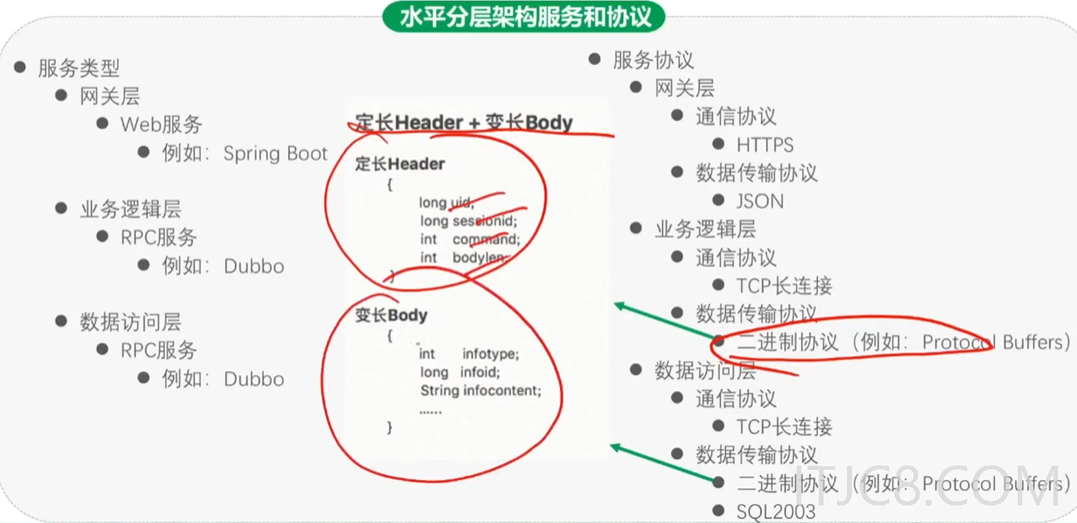 水平分层架构服务和协议
服务类型
网关层
Web服务
例如：Spring Boot
业务逻辑层
RPC服务
例如：Dubbo
数据访问层
RPC服务
例如：Dubbo
定长Header + 变长Body
定长Header
{
long uid;
long sessionid;
int command;
int bodylen;
}
变长Body
{
int infotype;
long infoid;
String infocontent;
......
}
服务协议
网关层
通信协议
HTTPS
数据传输协议
JSON
业务逻辑层
通信协议
TCP长连接
数据传输协议
二进制协议（例如：Protocol Buffers）
数据访问层
通信协议
TCP长连接
数据传输协议
二进制协议（例如：Protocol Buffers）
SQL2003
JTJC8.COM